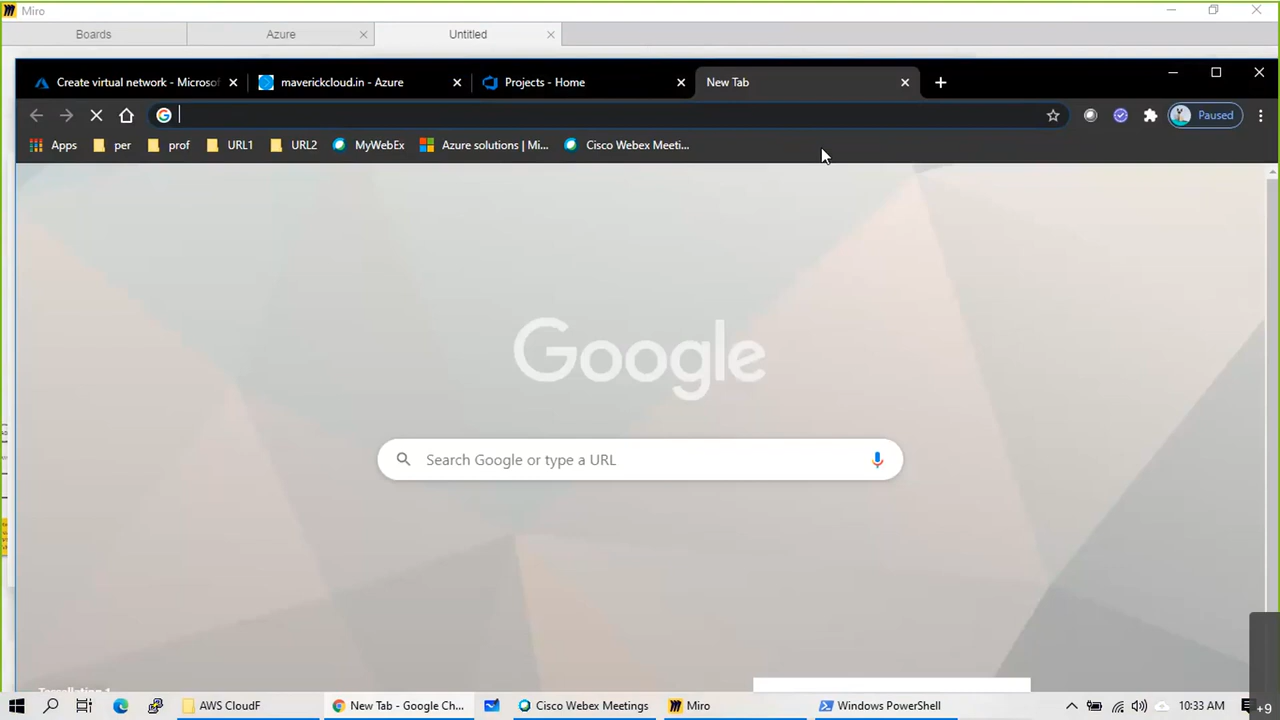 Miro
Boards
Azure
Untitled
Create virtual network - Microsof
maverickcloud.in - Azure
Projects - Home
New Tab
Paused
Apps
per
prof
URL1
URL2
MyWebEx
Azure solutions | Mi...
Cisco Webex Meeti...
Google
Search Google or type a URL
AWS CloudF
New Tab - Google Ch...
Cisco Webex Meetings
Miro
Windows PowerShell
10:33 AM
+9